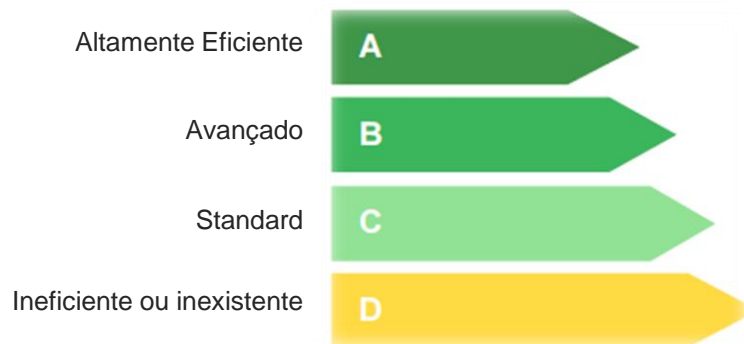 Altamente Eficiente A
Avançado B
Standard C
Ineficiente ou inexistente D